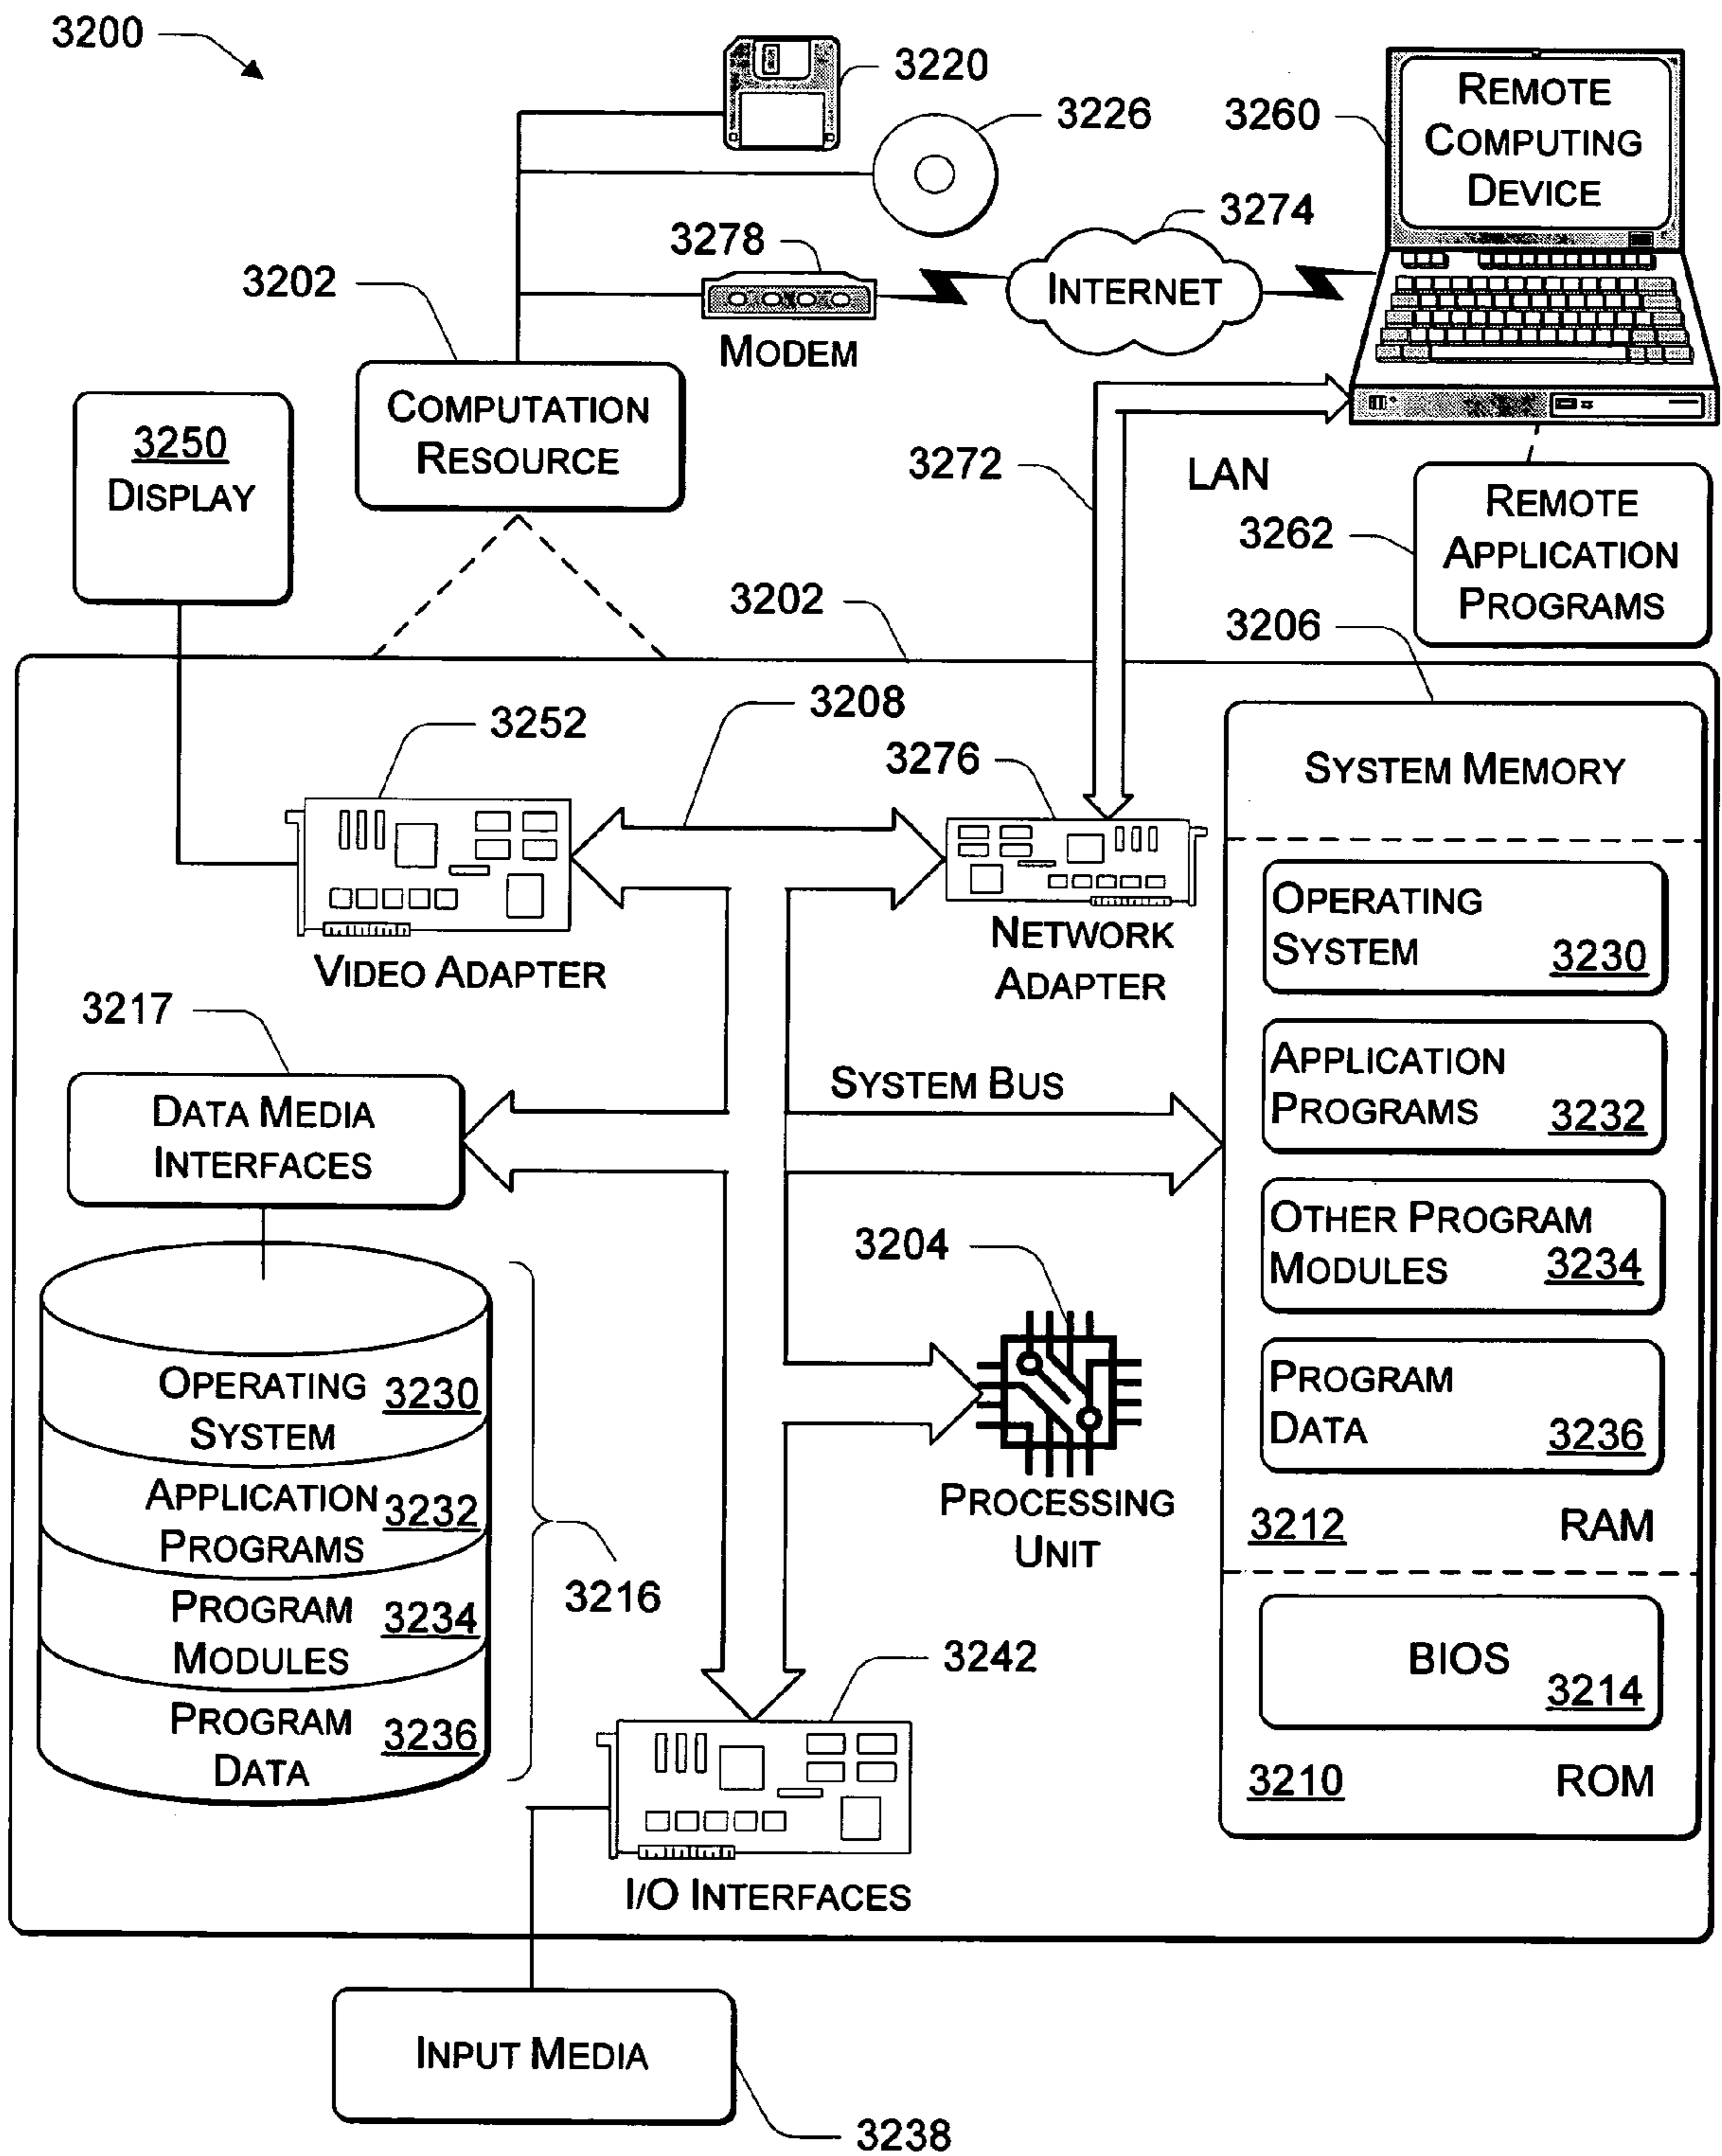 3200
3220
3226
3260
REMOTE
COMPUTING
DEVICE
3274
3278
INTERNET
3202
MODEM
COMPUTATION
RESOURCE
3250
DISPLAY
3272
LAN
REMOTE
APPLICATION
PROGRAMS
3262
3202
3206
3208
3252
3276
SYSTEM MEMORY
VIDEO ADAPTER
NETWORK
ADAPTER
OPERATING
SYSTEM 3230
3217
DATA MEDIA
INTERFACES
SYSTEM BUS
APPLICATION
PROGRAMS 3232
OTHER PROGRAM
MODULES 3234
3204
PROGRAM
DATA 3236
PROCESSING
UNIT
3212 RAM
OPERATING 3230
SYSTEM
APPLICATION 3232
PROGRAMS
PROGRAM 3234
MODULES
PROGRAM 3236
DATA
3216
BIOS
3214
3210 ROM
3242
I/O INTERFACES
INPUT MEDIA
3238